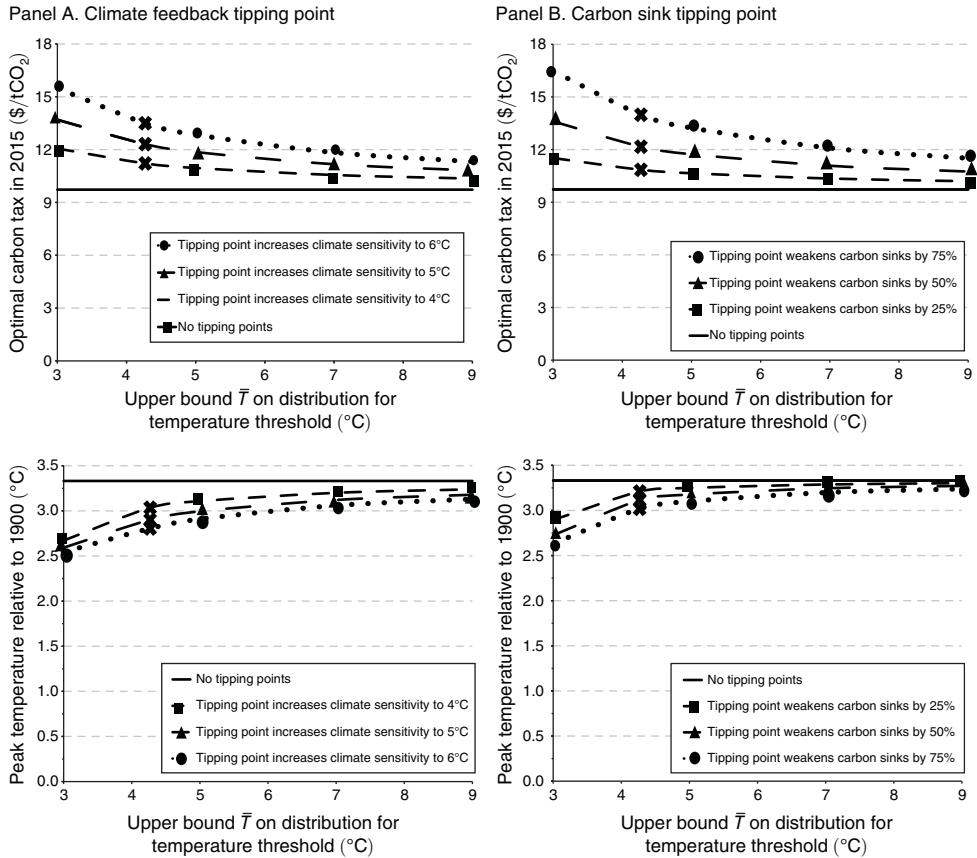 Panel A. Climate feedback tipping point
Optimal carbon tax in 2015 ($/tCO₂)
18
15
12
9
6
3
0
Tipping point increases climate sensitivity to 6°C
Tipping point increases climate sensitivity to 5°C
Tipping point increases climate sensitivity to 4°C
No tipping points
3 4 5 6 7 8 9
Upper bound T̅ on distribution for
temperature threshold (°C)
Panel B. Carbon sink tipping point
Optimal carbon tax in 2015 ($/tCO₂)
18
15
12
9
6
3
0
Tipping point weakens carbon sinks by 75%
Tipping point weakens carbon sinks by 50%
Tipping point weakens carbon sinks by 25%
No tipping points
3 4 5 6 7 8 9
Upper bound T̅ on distribution for
temperature threshold (°C)
Peak temperature relative to 1900 (°C)
3.5
3.0
2.5
2.0
1.5
1.0
0.5
0.0
No tipping points
Tipping point increases climate sensitivity to 4°C
Tipping point increases climate sensitivity to 5°C
Tipping point increases climate sensitivity to 6°C
3 4 5 6 7 8 9
Upper bound T̅ on distribution for
temperature threshold (°C)
Peak temperature relative to 1900 (°C)
3.5
3.0
2.5
2.0
1.5
1.0
0.5
0.0
No tipping points
Tipping point weakens carbon sinks by 25%
Tipping point weakens carbon sinks by 50%
Tipping point weakens carbon sinks by 75%
3 4 5 6 7 8 9
Upper bound T̅ on distribution for
temperature threshold (°C)